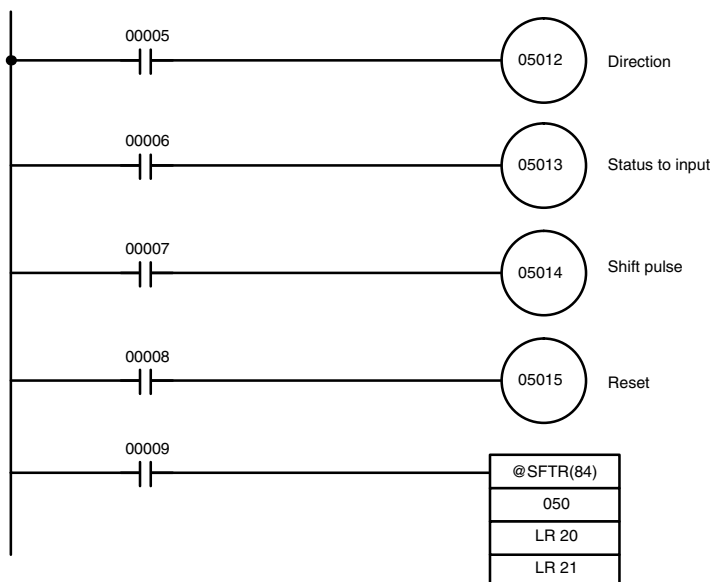 00005
05012 Direction
00006
05013 Status to input
00007
05014 Shift pulse
00008
05015 Reset
00009
@SFTR(84)
050
LR 20
LR 21